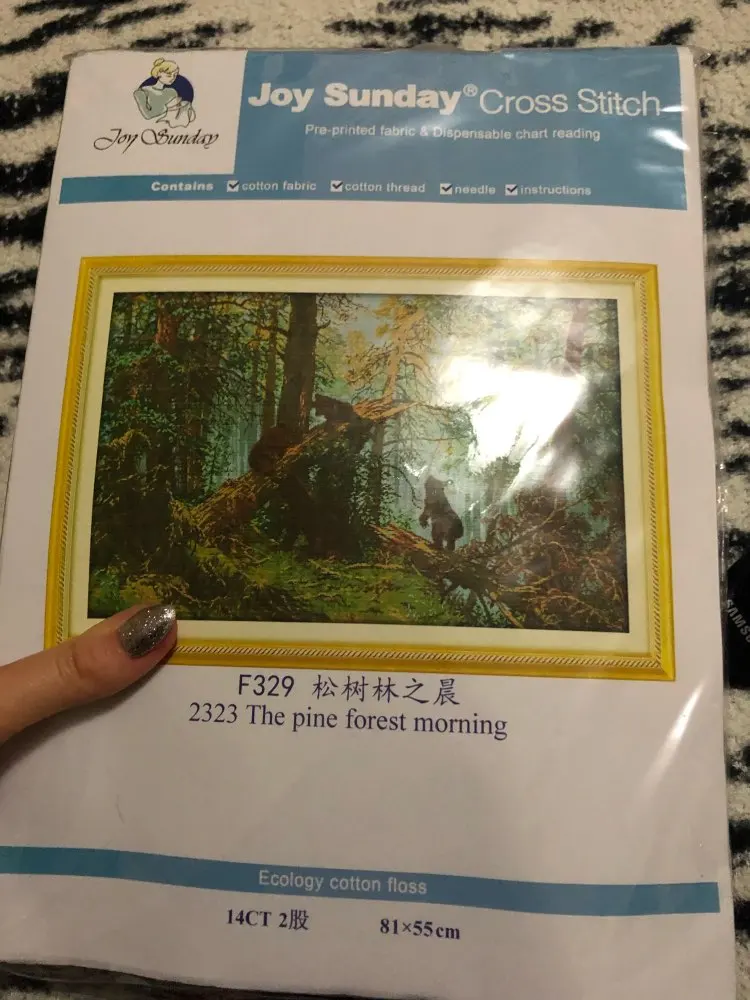 Joy Sunday
Joy Sunday® Cross Stitch
Pre-printed fabric & Dispensable chart reading
Contains cotton fabric cotton thread needle instructions
F329 松树林之晨
2323 The pine forest morning
Ecology cotton floss
14CT 2股 81×55cm
SAMS